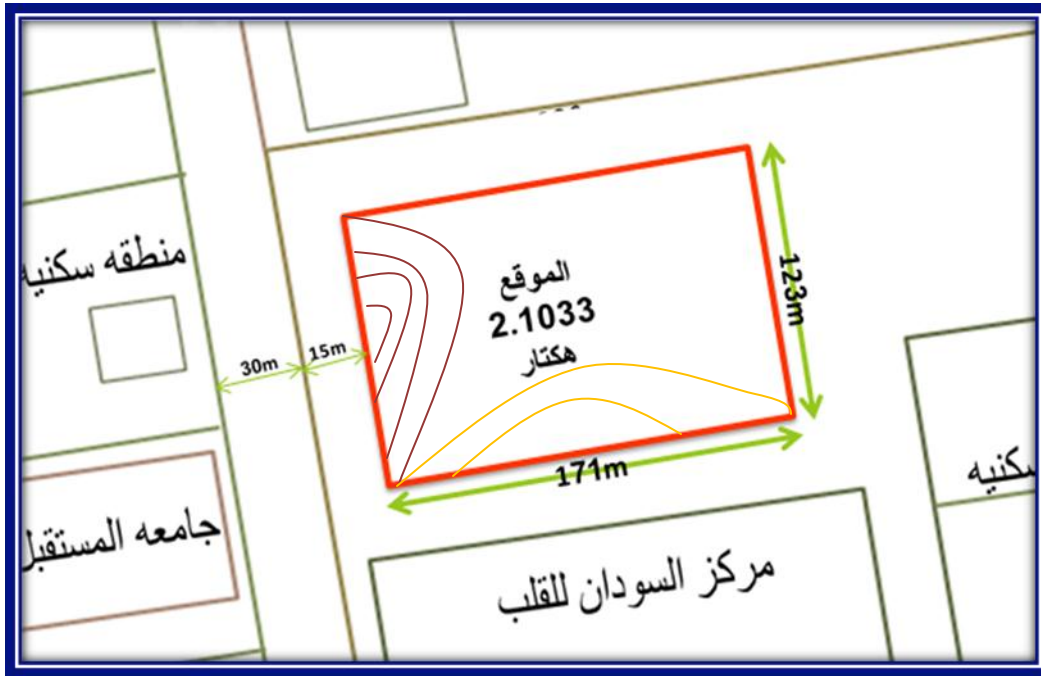 منطقه سكنيه
الموقع
2.1033
هكتار
123m
30m
15m
171m
سكنيه
جامعه المستقبل
مركز السودان للقلب